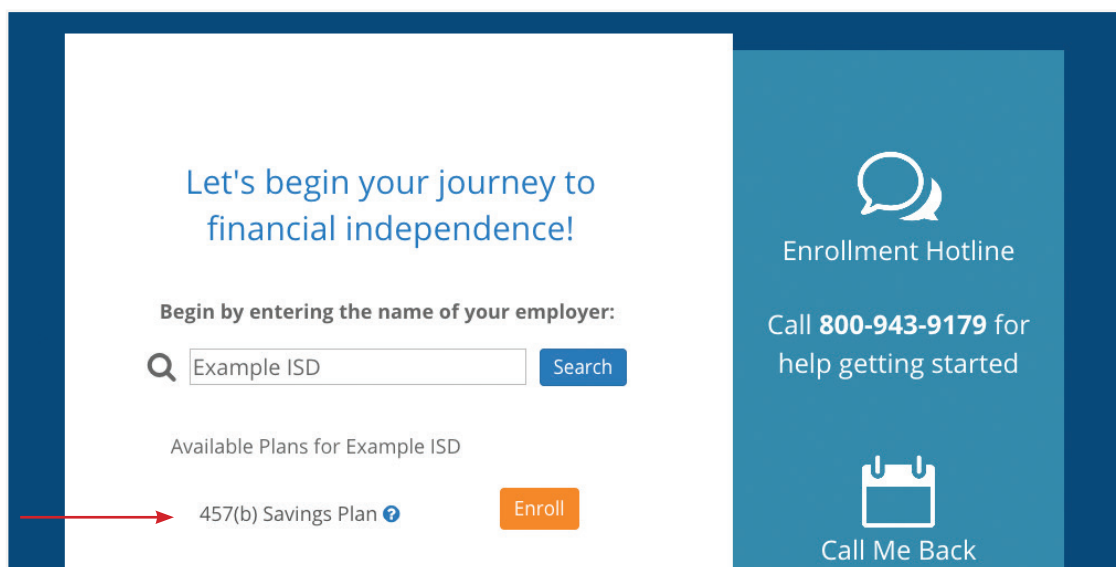 Let's begin your journey to
financial independence!
Begin by entering the name of your employer:
Example ISD
Search
Available Plans for Example ISD
457(b) Savings Plan ?
Enroll
Enrollment Hotline
Call 800-943-9179 for
help getting started
Call Me Back